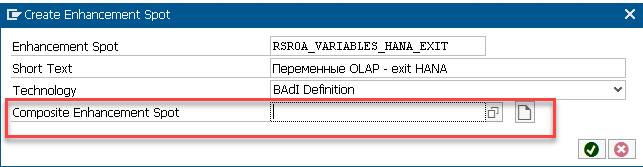 Create Enhancement Spot
Enhancement Spot RSROA_VARIABLES_HANA_EXIT
Short Text Переменные OLAP - exit HANA
Technology BAdI Definition
Composite Enhancement Spot